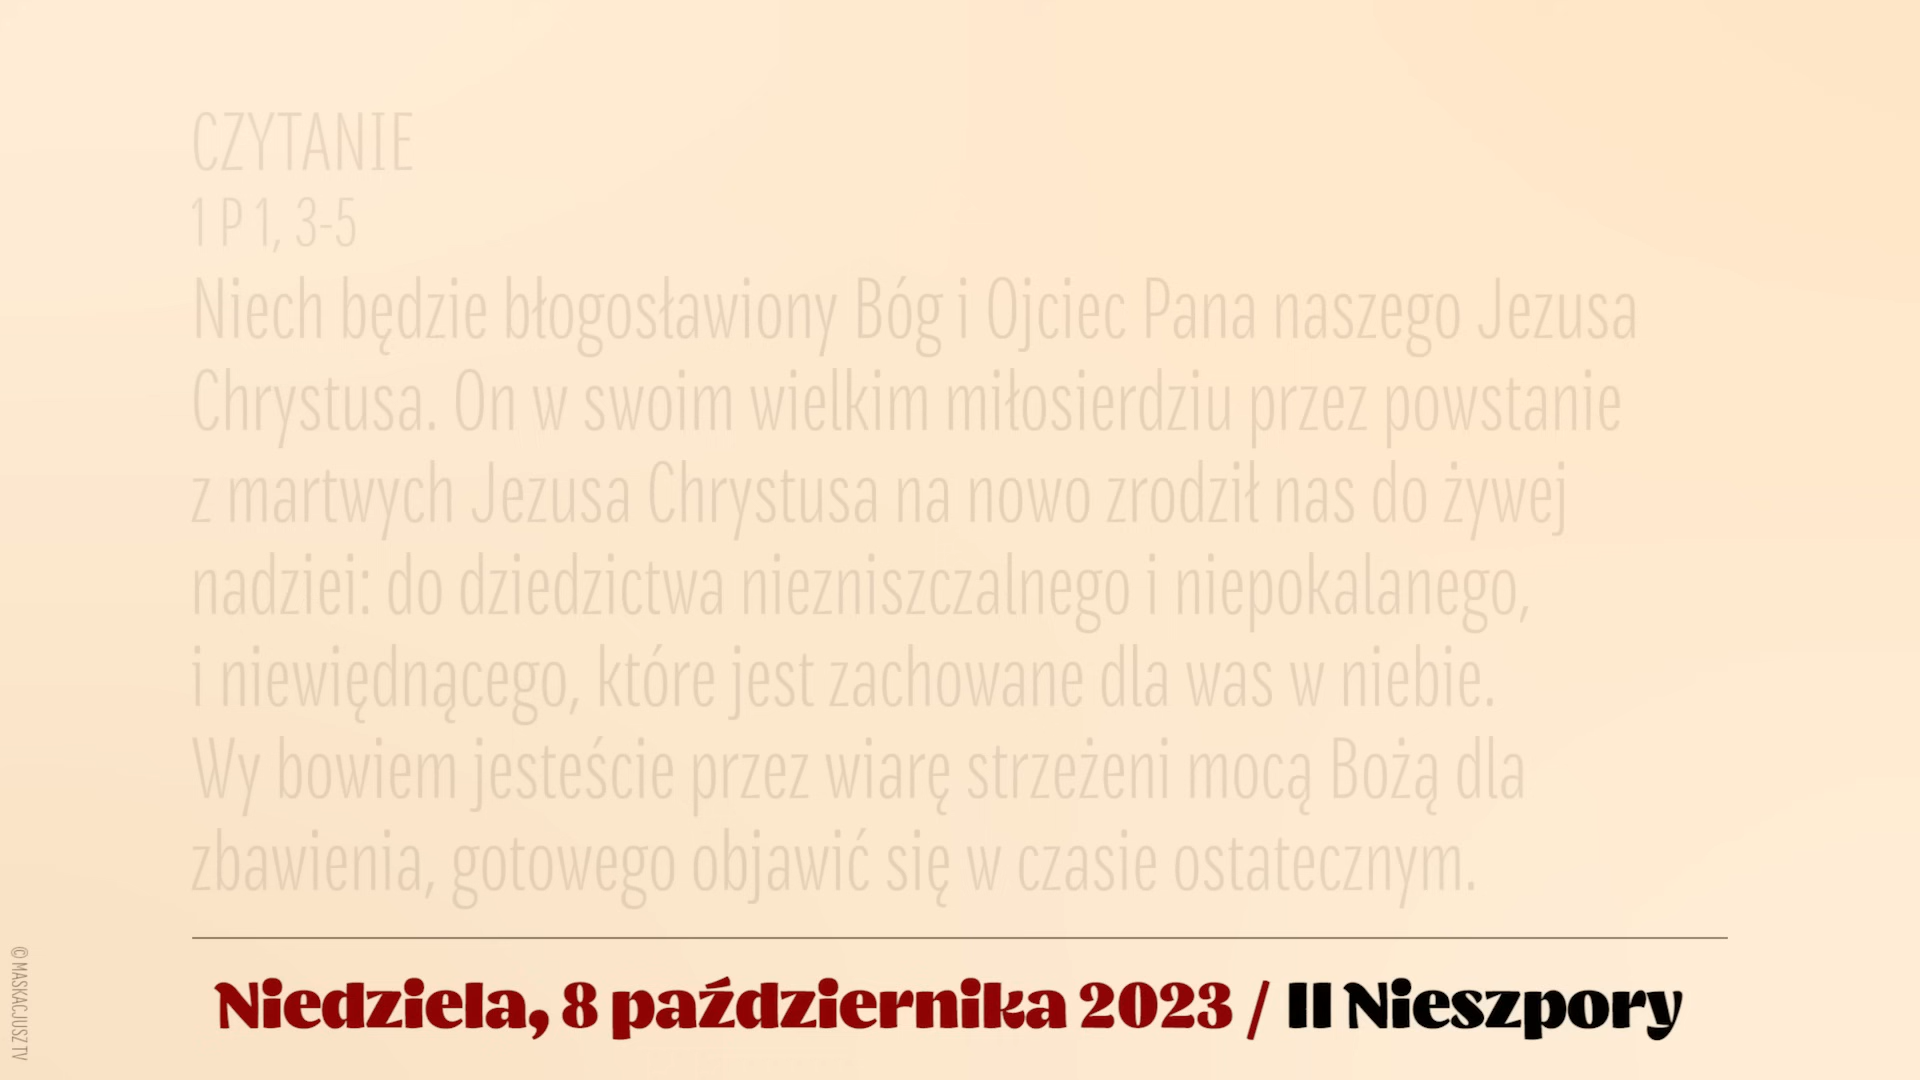 CZYTANIE
1 P 1, 3-5
Niech będzie błogosławiony Bóg i Ojciec Pana naszego Jezusa
Chrystusa. On w swoim wielkim miłosierdziu przez powstanie
z martwych Jezusa Chrystusa na nowo zrodził nas do żywej
nadziei: do dziedzictwa niezniszczalnego i niepokalanego,
i niewiędnącego, które jest zachowane dla was w niebie.
Wy bowiem jesteście przez wiarę strzeżeni mocą Bożą dla
zbawienia, gotowego objawić się w czasie ostatecznym.
Niedziela, 8 października 2023 / II Nieszpory
© MASKACJUSZ TV